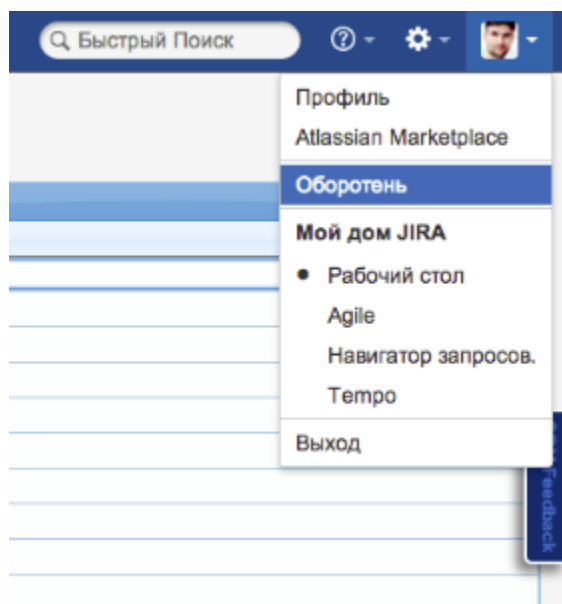 Быстрый Поиск
Профиль
Atlassian Marketplace
Оборотень
Мой дом JIRA
Рабочий стол
Agile
Навигатор запросов.
Tempo
Выход
Feedback